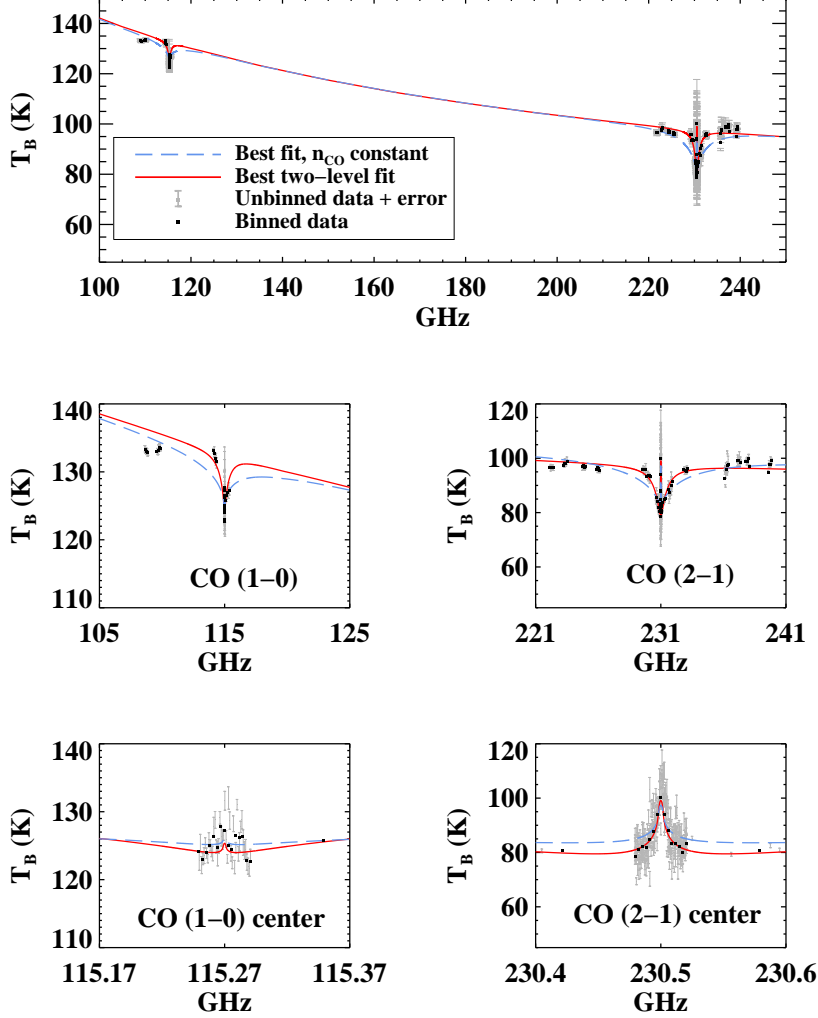 140
120
100
80
60
T_B (K)
Best fit, n_CO constant
Best two−level fit
Unbinned data + error
Binned data
100 120 140 160 180 200 220 240
GHz
140
130
120
110
T_B (K)
CO (1−0)
105 115 125
GHz
120
100
80
60
T_B (K)
CO (2−1)
221 231 241
GHz
140
130
120
110
T_B (K)
CO (1−0) center
115.17 115.27 115.37
GHz
120
100
80
60
T_B (K)
CO (2−1) center
230.4 230.5 230.6
GHz